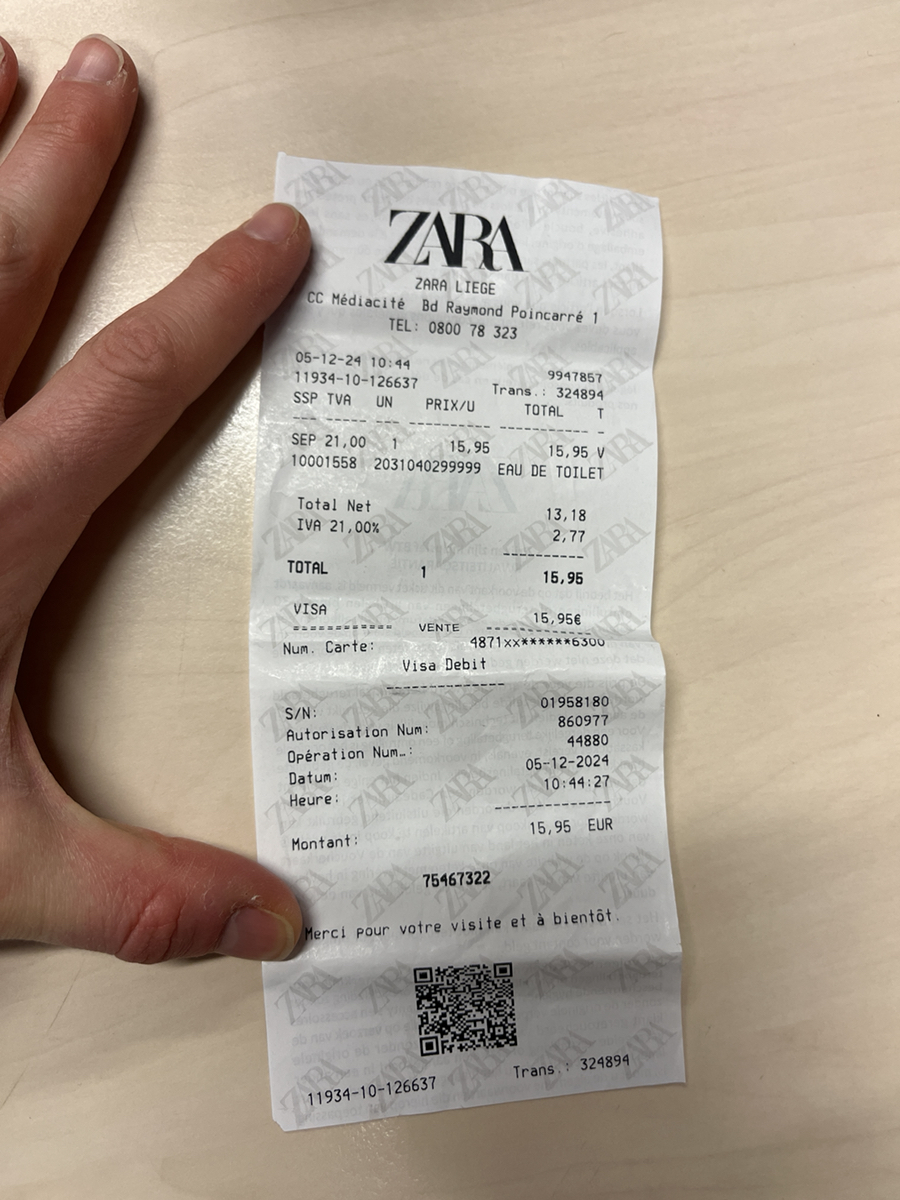 ZARA
ZARA LIEGE
CC Médiacité Bd Raymond Poincarré 1
TEL: 0800 78 323
05-12-24 10:44 9947857
11934-10-126637 Trans.: 324894
SSP TVA UN PRIX/U TOTAL T
SEP 21,00 1 15,95 15,95 V
10001558 2031040299999 EAU DE TOILET
Total Net 13,18
IVA 21,00% 2,77
TOTAL 1 15,95
VISA 15,95€
============ VENTE
Num. Carte: 4871xx******6300
Visa Debit
S/N: 01958180
Autorisation Num: 860977
Opération Num…: 44880
Datum: 05-12-2024
Heure: 10:44:27
Montant: 15,95 EUR
75467322
Merci pour votre visite et à bientôt.
11934-10-126637 Trans.: 324894